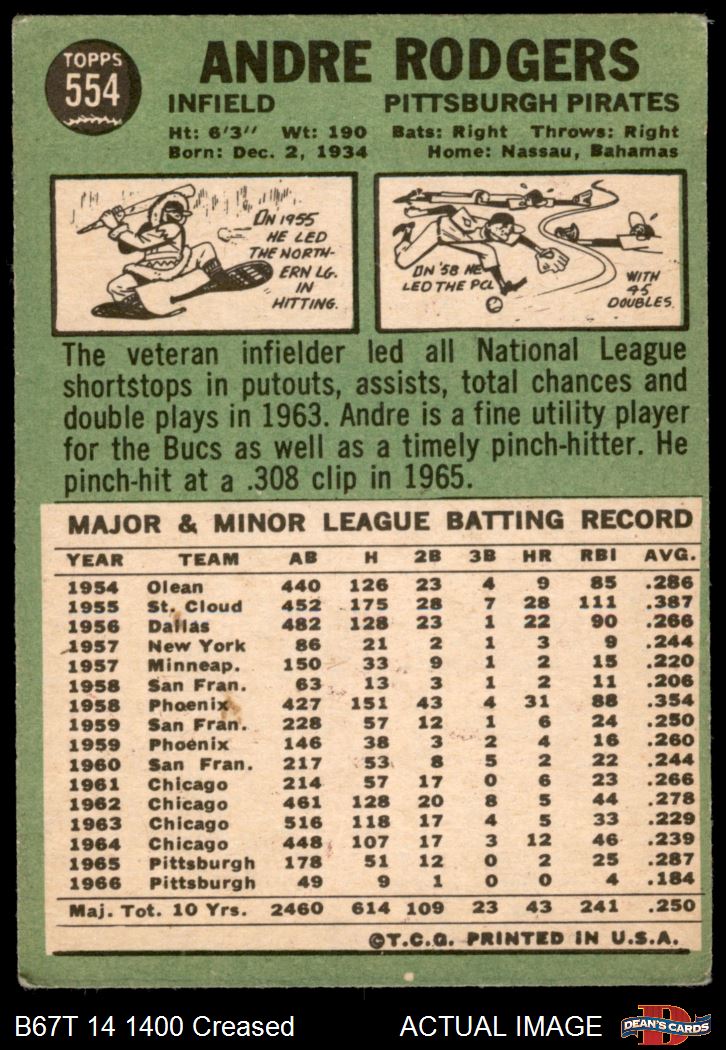 TOPPS
554
ANDRE RODGERS
INFIELD PITTSBURGH PIRATES
Ht: 6'3" Wt: 190 Bats: Right Throws: Right
Born: Dec. 2, 1934 Home: Nassau, Bahamas
ON 1955
HE LED
THE NORTH-
ERN LG.
IN
HITTING.
ON '58 HE
LED THE PCL
WITH
45
DOUBLES.
The veteran infielder led all National League
shortstops in putouts, assists, total chances and
double plays in 1963. Andre is a fine utility player
for the Bucs as well as a timely pinch-hitter. He
pinch-hit at a .308 clip in 1965.
MAJOR & MINOR LEAGUE BATTING RECORD
YEAR TEAM AB H 2B 3B HR RBI AVG.
1954 Olean 440 126 23 4 9 85 .286
1955 St. Cloud 452 175 28 7 28 111 .387
1956 Dallas 482 128 23 1 22 90 .266
1957 New York 86 21 2 1 3 9 .244
1957 Minneap. 150 33 9 1 2 15 .220
1958 San Fran. 63 13 3 1 2 11 .206
1958 Phoenix 427 151 43 4 31 88 .354
1959 San Fran. 228 57 12 1 6 24 .250
1959 Phoenix 146 38 3 2 4 16 .260
1960 San Fran. 217 53 8 5 2 22 .244
1961 Chicago 214 57 17 0 6 23 .266
1962 Chicago 461 128 20 8 5 44 .278
1963 Chicago 516 118 17 4 5 33 .229
1964 Chicago 448 107 17 3 12 46 .239
1965 Pittsburgh 178 51 12 0 2 25 .287
1966 Pittsburgh 49 9 1 0 0 4 .184
Maj. Tot. 10 Yrs. 2460 614 109 23 43 241 .250
©T.C.G. PRINTED IN U.S.A.
B67T 14 1400 Creased ACTUAL IMAGE
D
DEAN'S CARDS